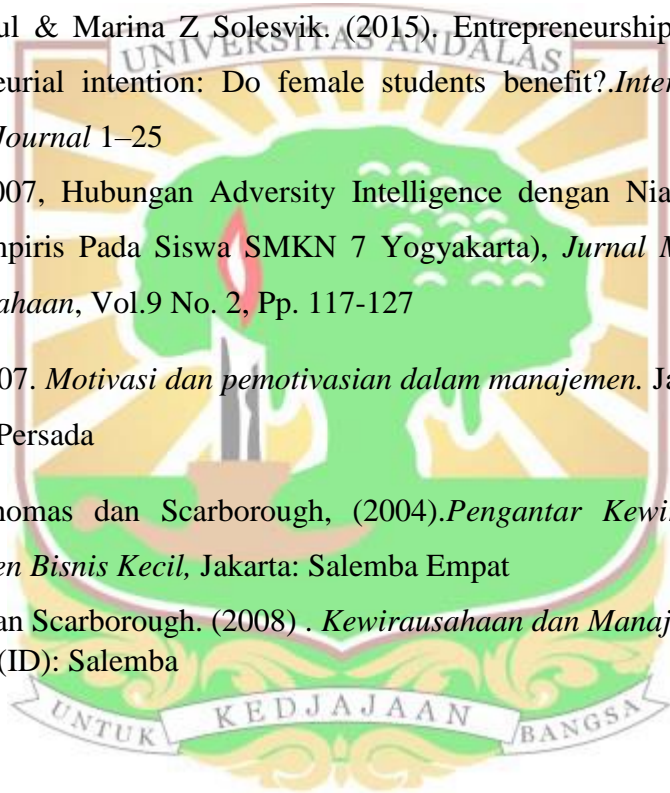 ul & Marina Z Solesvik. (2015). Entrepreneurship
UNIVERSITAS ANDALAS
eurial intention: Do female students benefit?.Inter
Journal 1–25
007, Hubungan Adversity Intelligence dengan Nia
npiris Pada Siswa SMKN 7 Yogyakarta), Jurnal M
ahaan, Vol.9 No. 2, Pp. 117-127
07. Motivasi dan pemotivasian dalam manajemen. Ja
Persada
homas dan Scarborough, (2004).Pengantar Kewi
en Bisnis Kecil, Jakarta: Salemba Empat
an Scarborough. (2008) . Kewirausahaan dan Manaj
(ID): Salemba
UNTUK KEDJAJAAN BANGSA